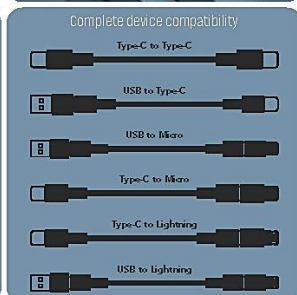 Complete device compatibility
Type-C to Type-C
USB to Type-C
USB to Micro
Type-C to Micro
Type-C to Lightning
USB to Lightning